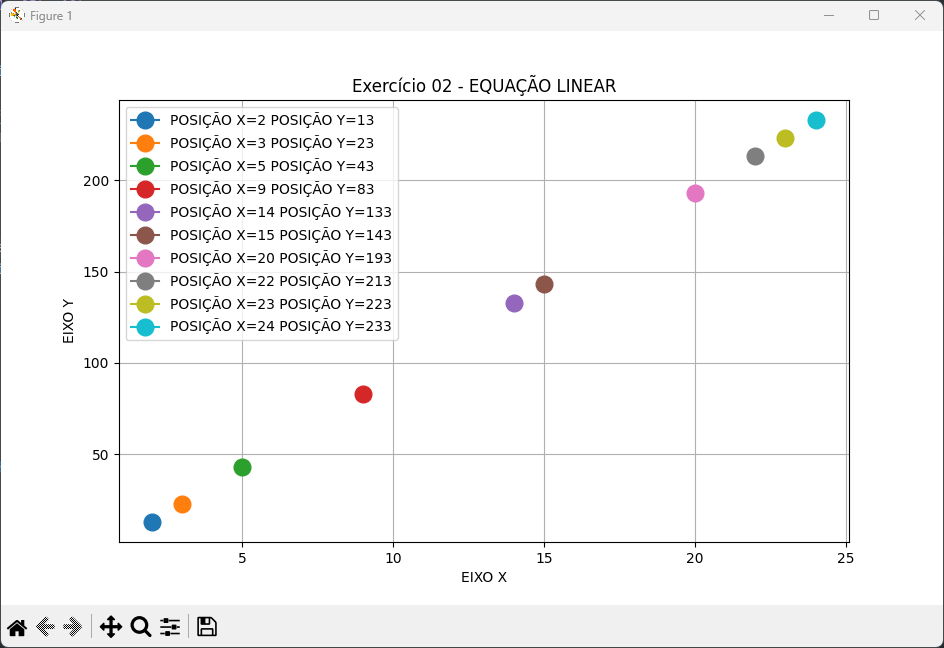 Figure 1
Exercício 02 - EQUAÇÃO LINEAR
POSIÇÃO X=2 POSIÇÃO Y=13
POSIÇÃO X=3 POSIÇÃO Y=23
POSIÇÃO X=5 POSIÇÃO Y=43
POSIÇÃO X=9 POSIÇÃO Y=83
POSIÇÃO X=14 POSIÇÃO Y=133
POSIÇÃO X=15 POSIÇÃO Y=143
POSIÇÃO X=20 POSIÇÃO Y=193
POSIÇÃO X=22 POSIÇÃO Y=213
POSIÇÃO X=23 POSIÇÃO Y=223
POSIÇÃO X=24 POSIÇÃO Y=233
200
150
100
50
EIXO Y
5 10 15 20 25
EIXO X